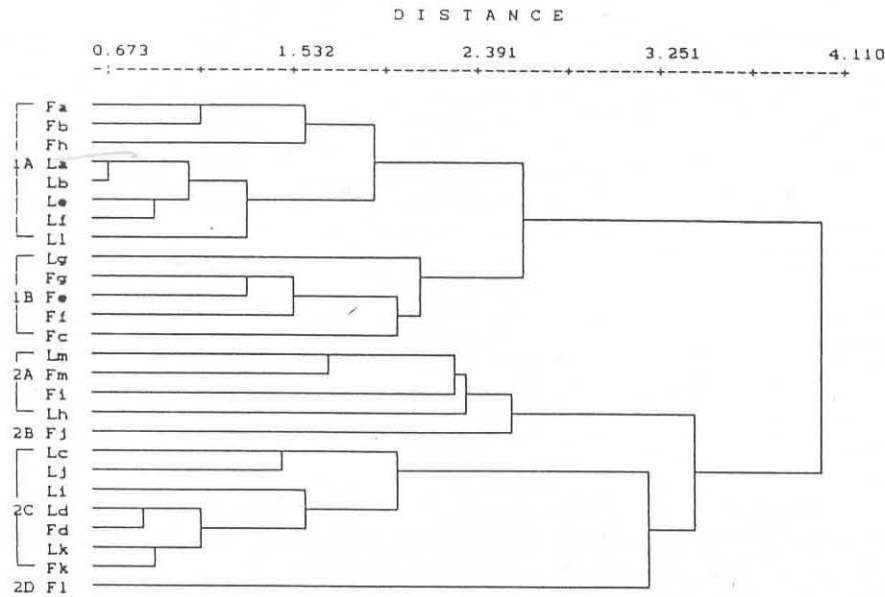 D I S T A N C E
0.673 1.532 2.391 3.251 4.110
Fa
Fb
Fh
1A La
Lb
Le
Lf
Ll
Lg
Fg
1B Fe
Ff
Fc
Lm
2A Fm
Fi
Lh
2B Fj
Lc
Lj
Li
2C Ld
Fd
Lk
Fk
2D Fl